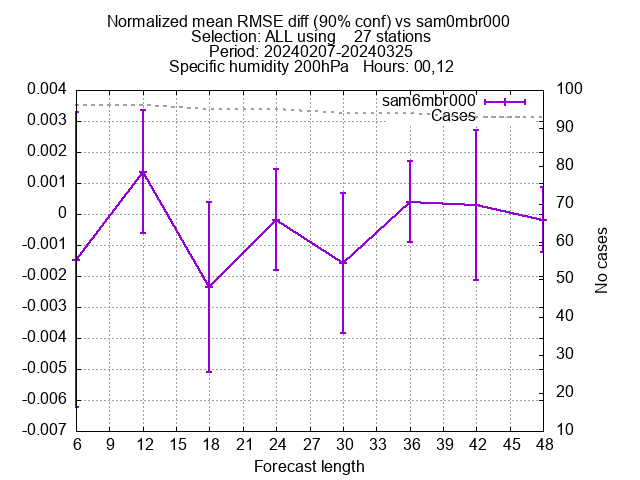 Normalized mean RMSE diff (90% conf) vs sam0mbr000
Selection: ALL using    27 stations
Period: 20240207-20240325
Specific humidity 200hPa   Hours: 00,12
0.004
0.003
0.002
0.001
0
-0.001
-0.002
-0.003
-0.004
-0.005
-0.006
-0.007
sam6mbr000
Cases
100
90
80
70
60
50
40
30
20
10
No cases
6 9 12 15 18 21 24 27 30 33 36 39 42 45 48
Forecast length